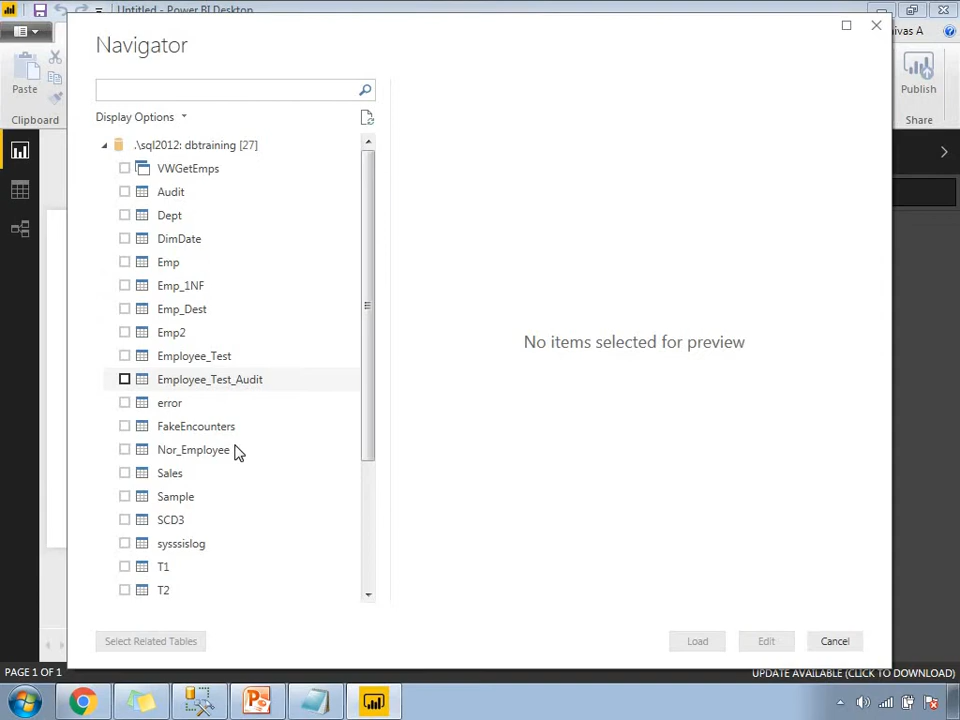 Untitled - Power BI Desktop
Navigator
ivas A
Paste
Publish
Clipboard
Share
Display Options
.\sql2012: dbtraining [27]
VWGetEmps
Audit
Dept
DimDate
Emp
Emp_1NF
Emp_Dest
Emp2
Employee_Test
Employee_Test_Audit
error
FakeEncounters
Nor_Employee
Sales
Sample
SCD3
sysssislog
T1
T2
No items selected for preview
Select Related Tables
Load
Edit
Cancel
PAGE 1 OF 1
UPDATE AVAILABLE (CLICK TO DOWNLOAD)